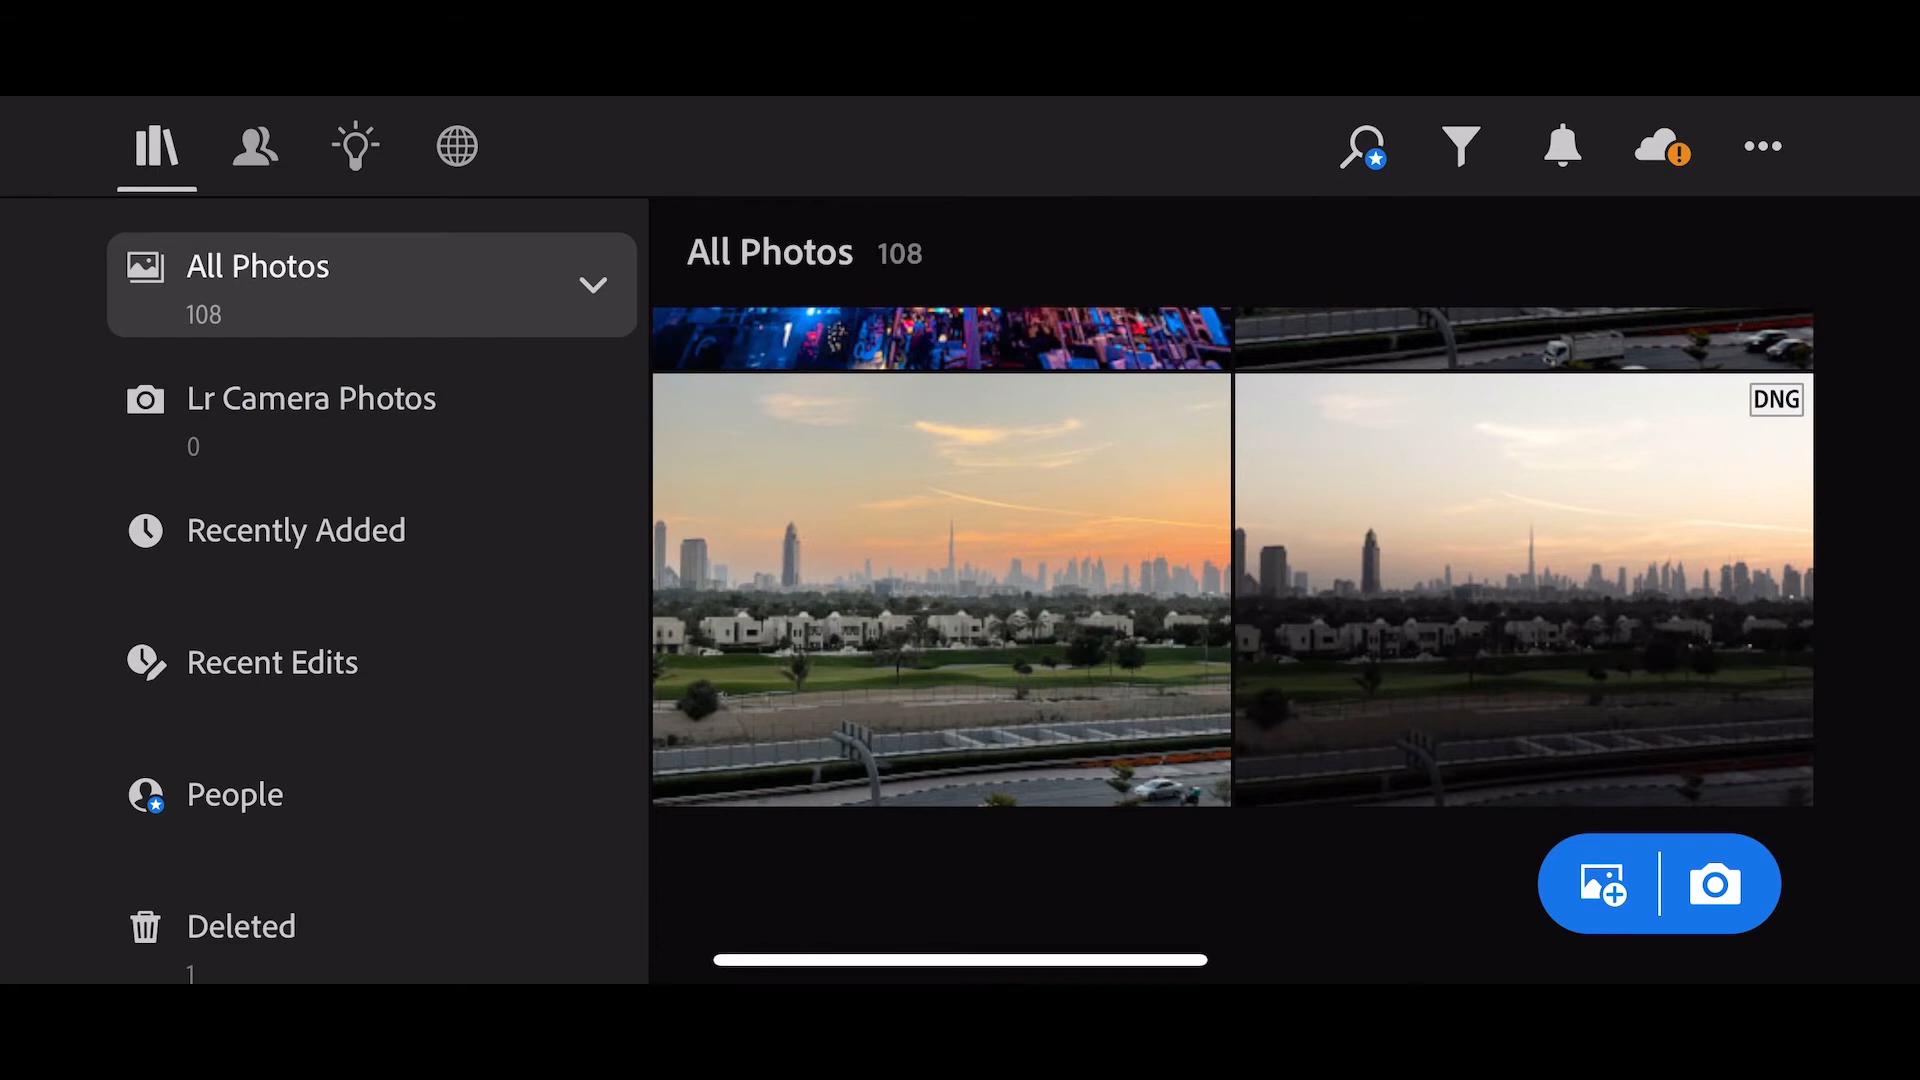 All Photos
108
Lr Camera Photos
0
Recently Added
Recent Edits
People
Deleted
1
All Photos 108
DNG